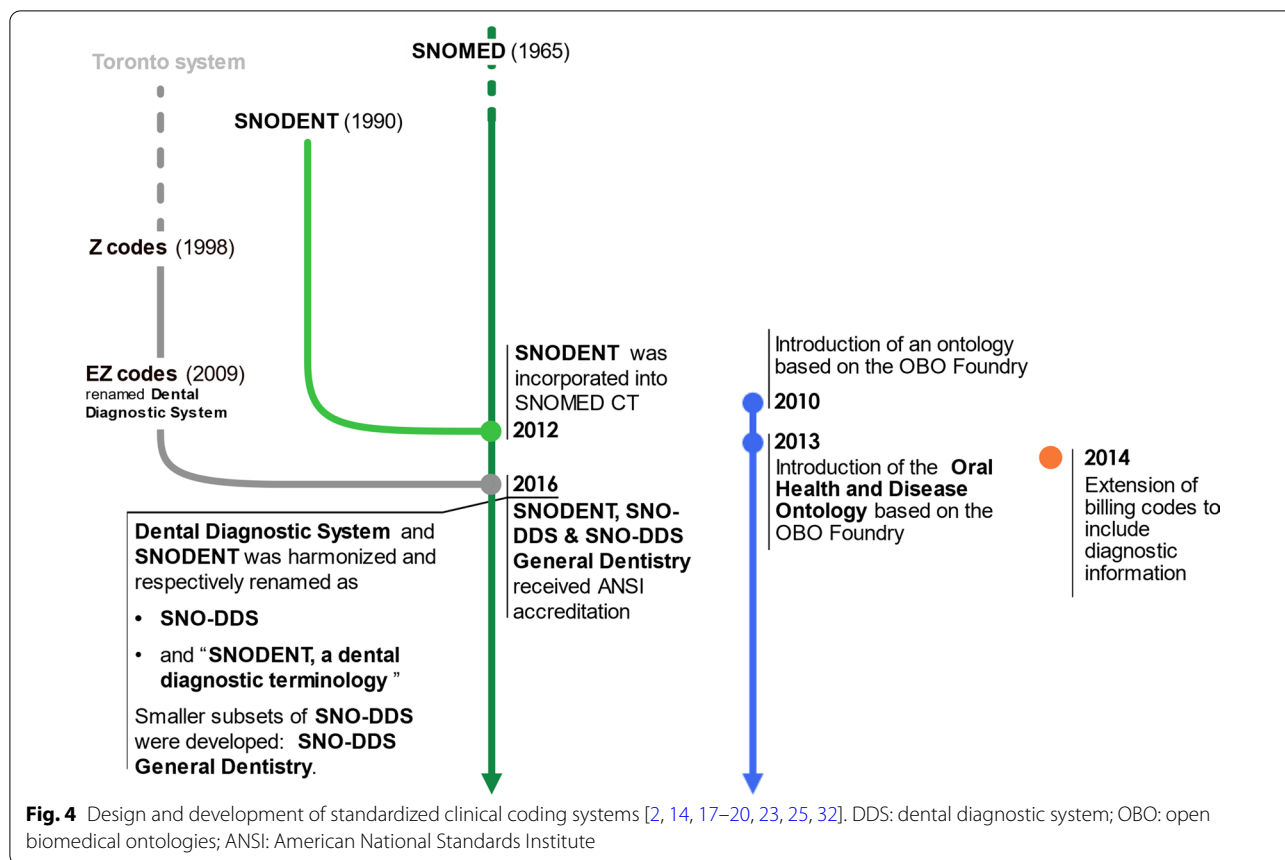 SNOMED (1965)
Toronto system
SNODENT (1990)
Z codes (1998)
EZ codes (2009)
renamed Dental
Diagnostic System
SNODENT was
incorporated into
SNOMED CT
2012
2016
SNODENT, SNO-
DDS & SNO-DDS
General Dentistry
received ANSI
accreditation
Dental Diagnostic System and
SNODENT was harmonized and
respectively renamed as
• SNO-DDS
• and “SNODENT, a dental
diagnostic terminology ”
Smaller subsets of SNO-DDS
were developed: SNO-DDS
General Dentistry.
Introduction of an ontology
based on the OBO Foundry
2010
2013
Introduction of the Oral
Health and Disease
Ontology based on the
OBO Foundry
2014
Extension of
billing codes to
include
diagnostic
information
Fig. 4 Design and development of standardized clinical coding systems [2, 14, 17–20, 23, 25, 32]. DDS: dental diagnostic system; OBO: open
biomedical ontologies; ANSI: American National Standards Institute